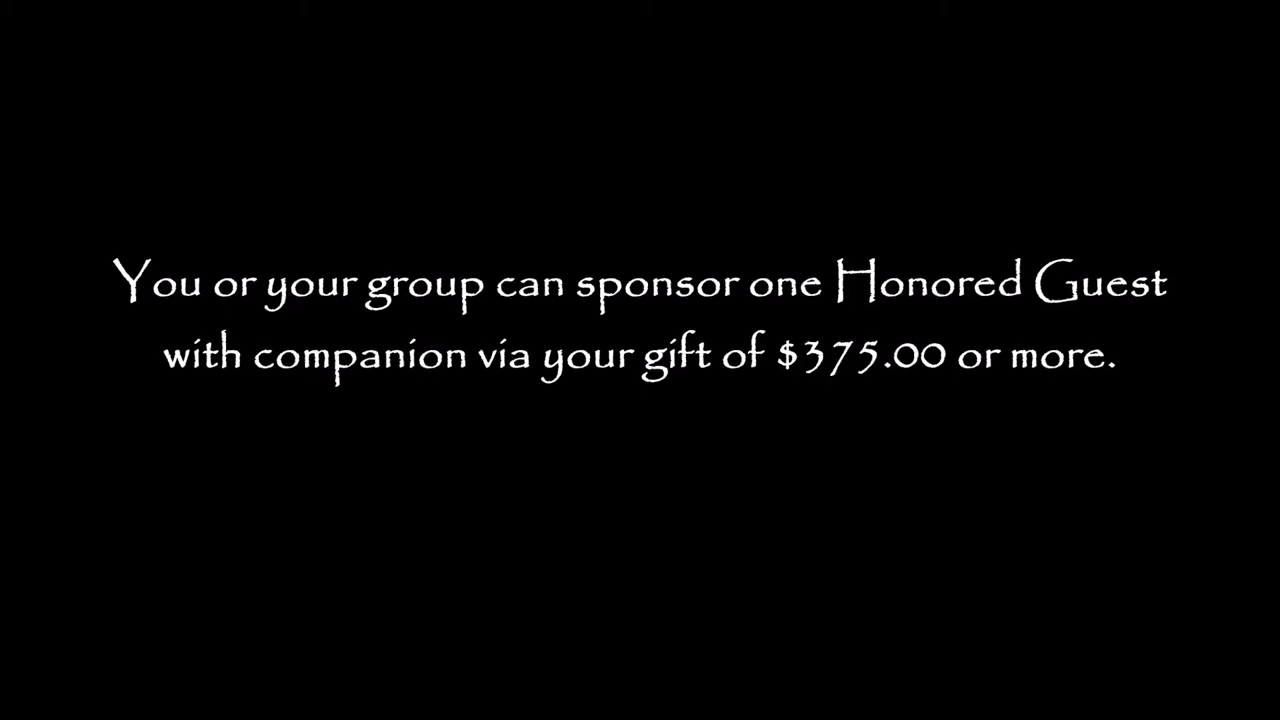 You or your group can sponsor one Honored Guest
with companion via your gift of $375.00 or more.